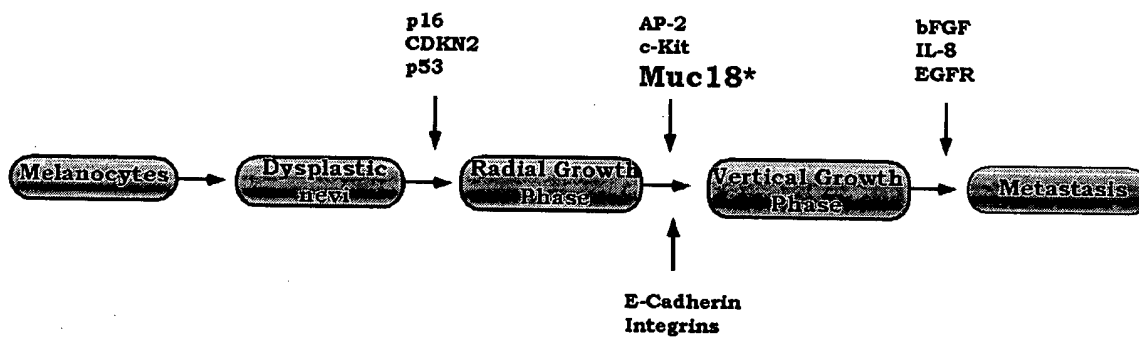 p16
CDKN2
p53
AP-2
c-Kit
Muc18*
bFGF
IL-8
EGFR
Melanocytes
Dysplastic
nevi
Radial Growth
Phase
Vertical Growth
Phase
Metastasis
E-Cadherin
Integrins